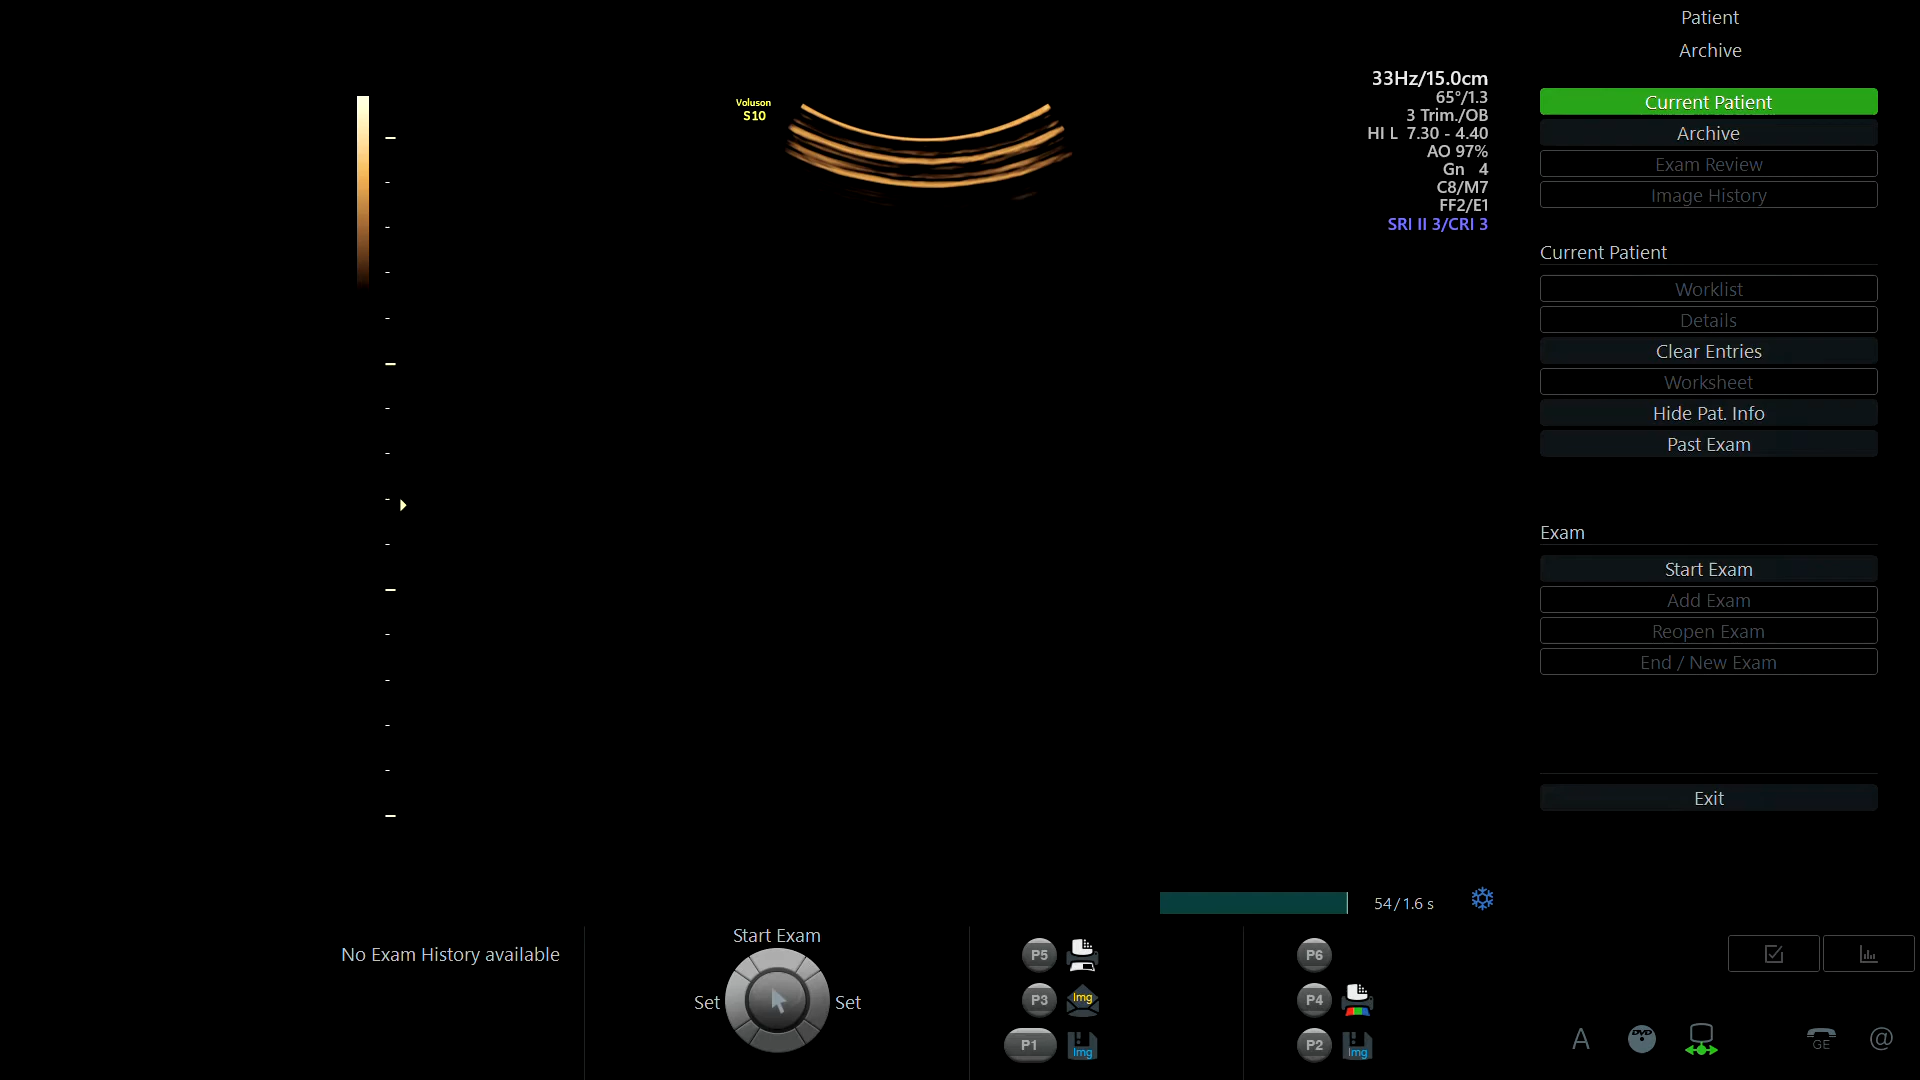 Patient
Archive
Voluson
S10
33Hz/15.0cm
65°/1.3
3 Trim./OB
HI L 7.30 - 4.40
AO 97%
Gn 4
C8/M7
FF2/E1
SRI II 3/CRI 3
Current Patient
Archive
Exam Review
Image History
Current Patient
Worklist
Details
Clear Entries
Worksheet
Hide Pat. Info
Past Exam
Exam
Start Exam
Add Exam
Reopen Exam
End / New Exam
Exit
54/1.6 s
No Exam History available
Start Exam
Set
Set
P5
P3
Img
P1
Img
P6
P4
P2
Img
A
DVD
GE
@